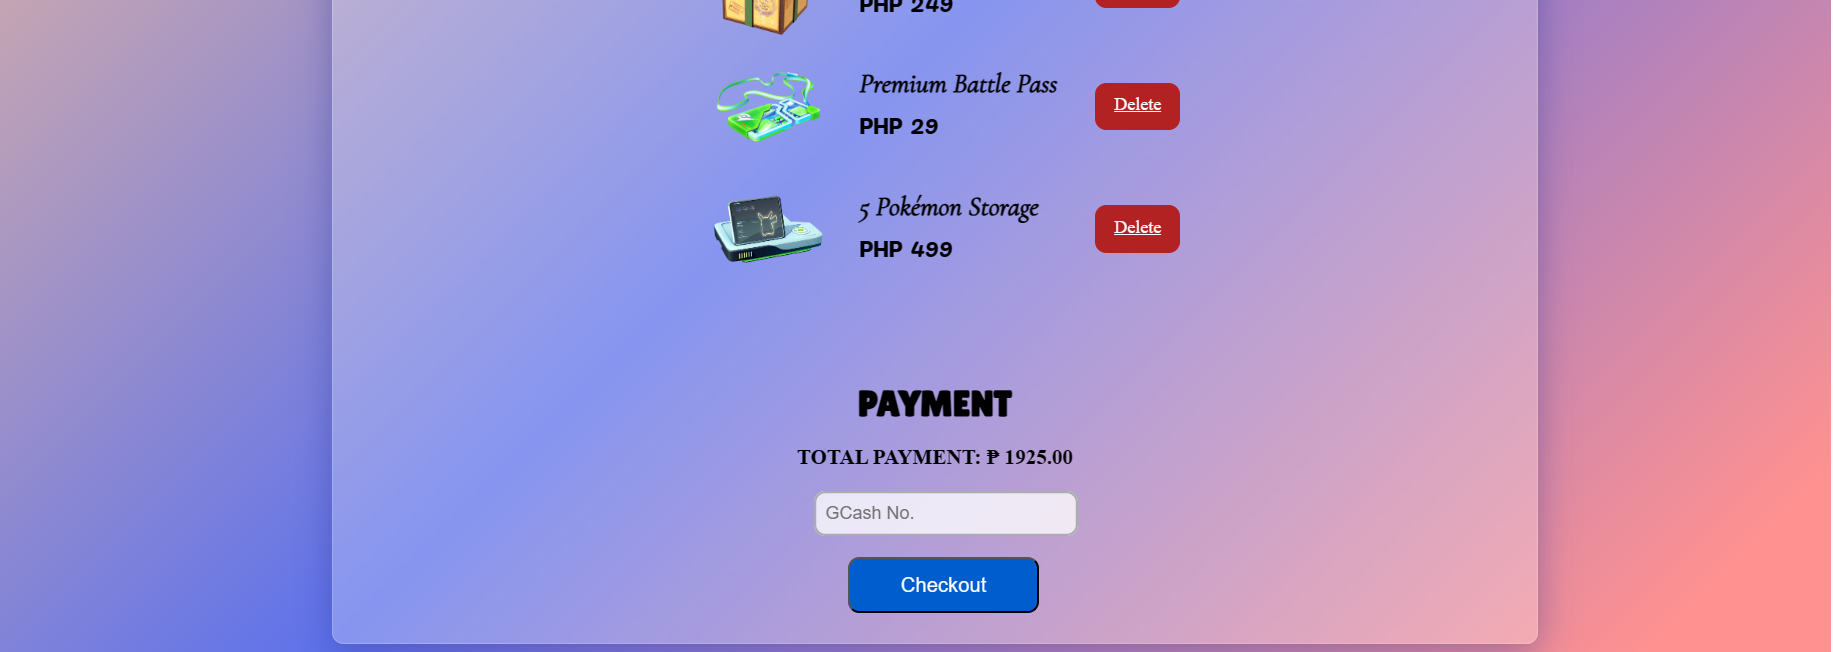 PHP 249
Premium Battle Pass
Delete
PHP 29
5 Pokémon Storage
Delete
PHP 499
PAYMENT
TOTAL PAYMENT: ₱ 1925.00
GCash No.
Checkout